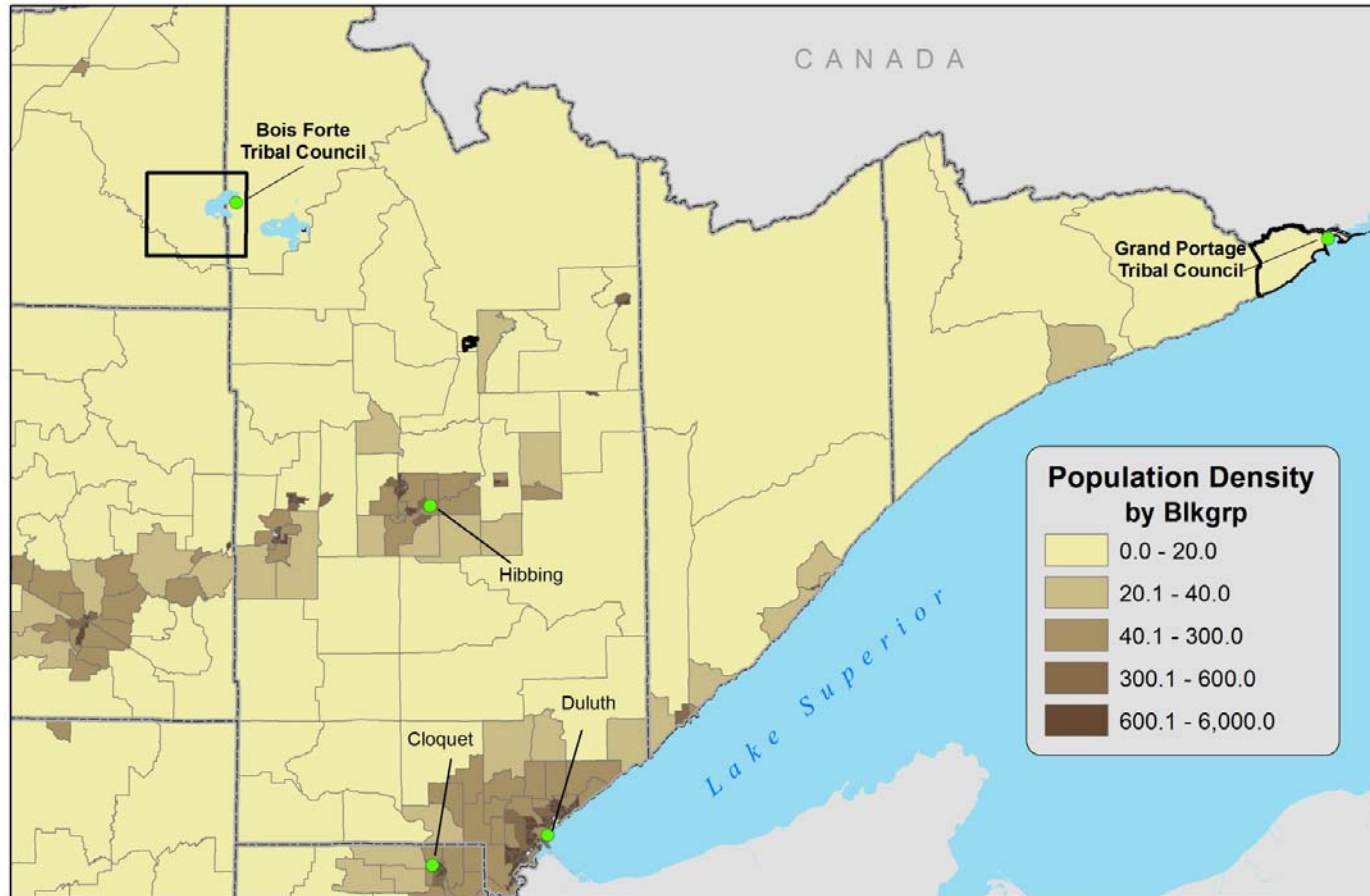 CANADA
Bois Forte
Tribal Council
Grand Portage
Tribal Council
Hibbing
Population Density
by Blkgrp
0.0 - 20.0
20.1 - 40.0
40.1 - 300.0
300.1 - 600.0
600.1 - 6,000.0
Lake Superior
Duluth
Cloquet